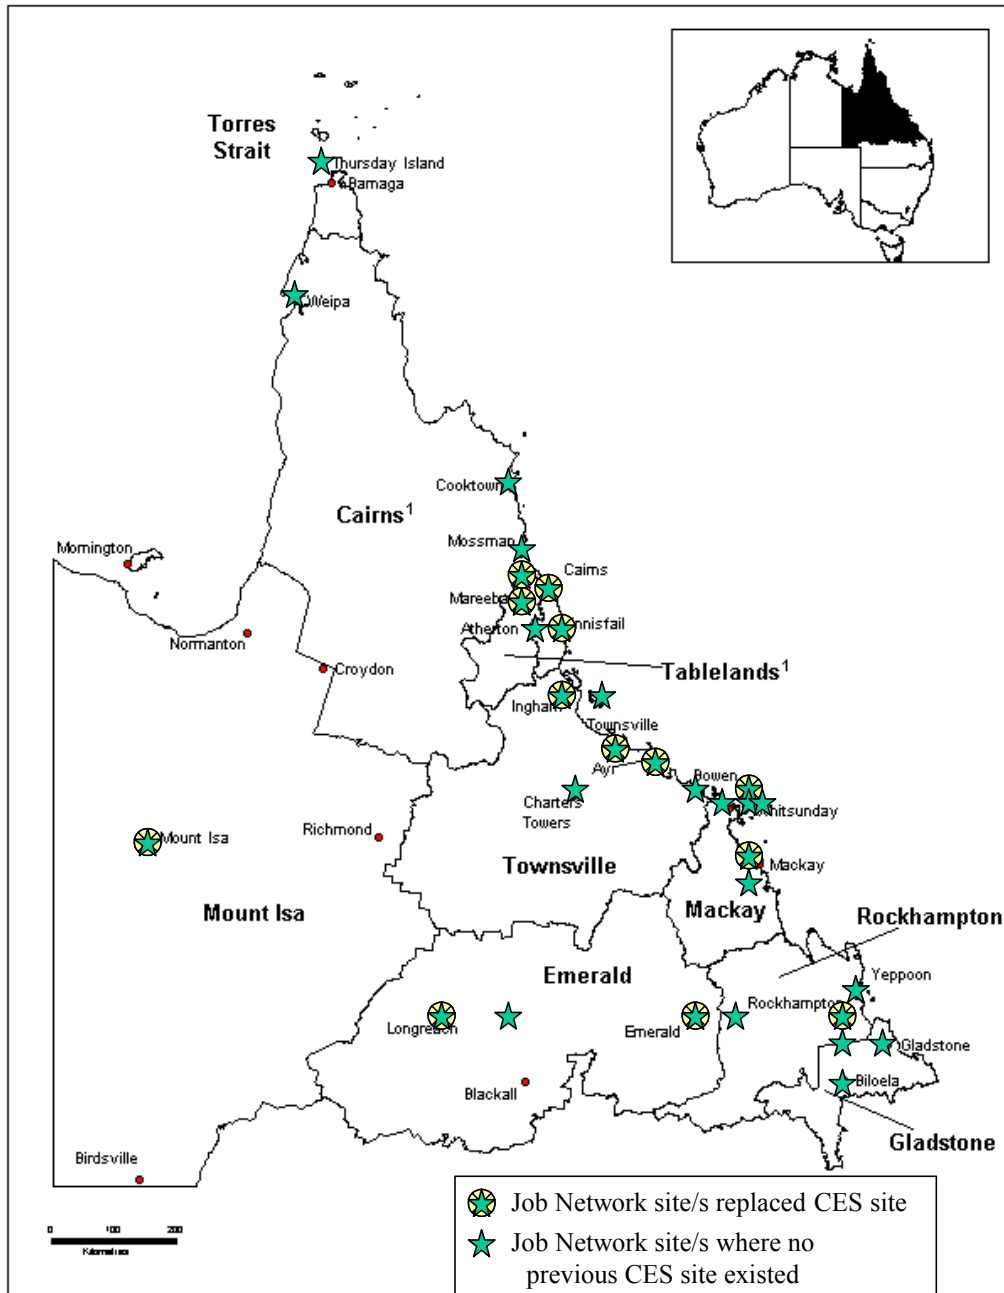 Torres
Strait
Thursday Island
Bamaga
Weipa
Cooktown
Cairns¹
Mossman
Mornington
Cairns
Mareeba
Atherton
Innisfail
Normanton
Croydon
Tablelands¹
Ingham
Townsville
Ayr
Bowen
Charters
Towers
Whitsunday
Richmond
Mount Isa
Mackay
Townsville
Mount Isa
Mackay
Rockhampton
Emerald
Yeppoon
Rockhampton
Longreach
Emerald
Gladstone
Biloela
Blackall
Gladstone
Birdsville
Job Network site/s replaced CES site
Job Network site/s where no
previous CES site existed
0 100 200
Kilometres